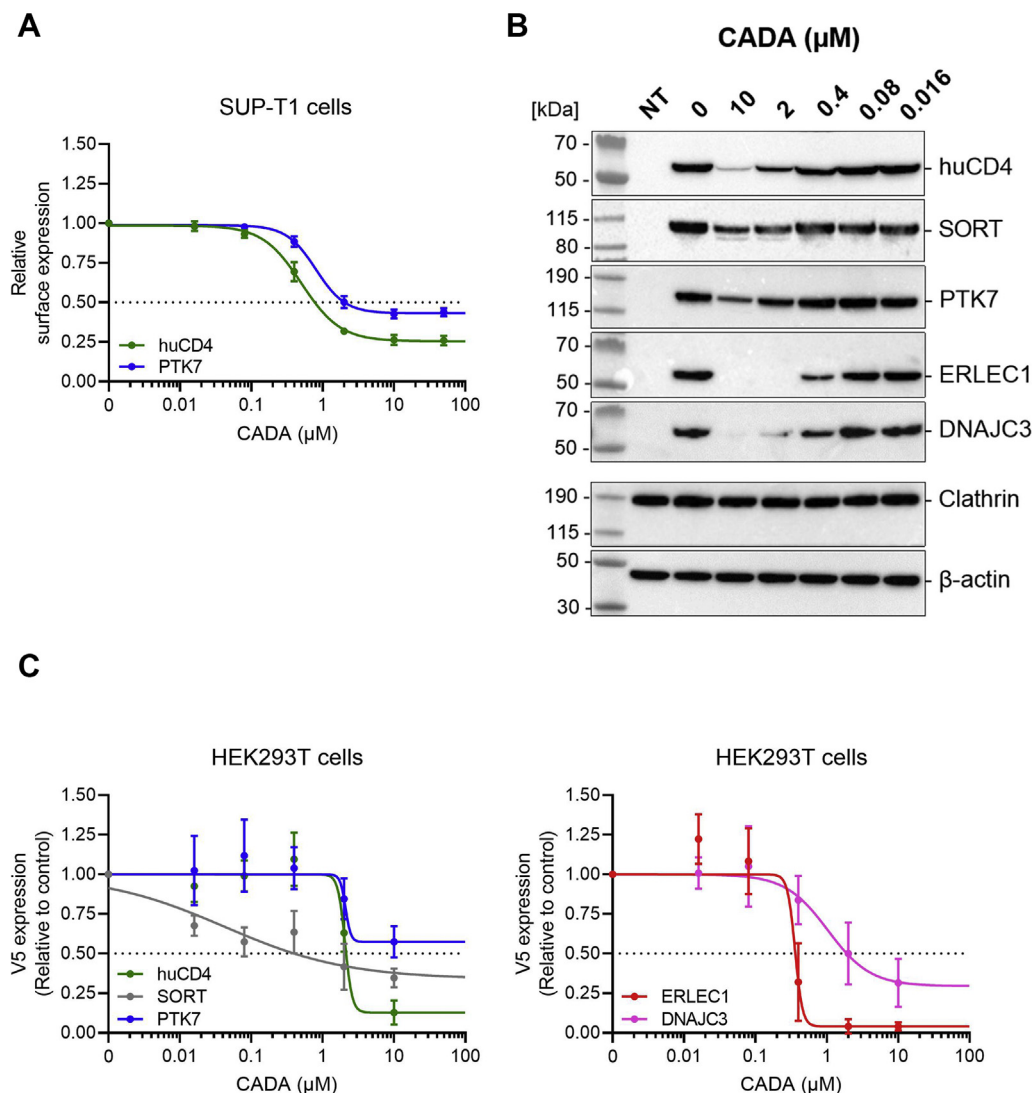 A
SUP-T1 cells
1.50
1.25
1.00
0.75
0.50
0.25
0.00
Relative
surface expression
huCD4
PTK7
0 0.01 0.1 1 10 100
CADA (μM)
B
CADA (μM)
[kDa] NT 0 10 2 0.4 0.08 0.016
70
50
huCD4
115
80
SORT
190
115
PTK7
70
50
ERLEC1
70
50
DNAJC3
190
115
Clathrin
50
30
β-actin
C
HEK293T cells
1.50
1.25
1.00
0.75
0.50
0.25
0.00
V5 expression
(Relative to control)
huCD4
SORT
PTK7
0 0.01 0.1 1 10 100
CADA (μM)
HEK293T cells
1.50
1.25
1.00
0.75
0.50
0.25
0.00
V5 expression
(Relative to control)
ERLEC1
DNAJC3
0 0.01 0.1 1 10 100
CADA (μM)